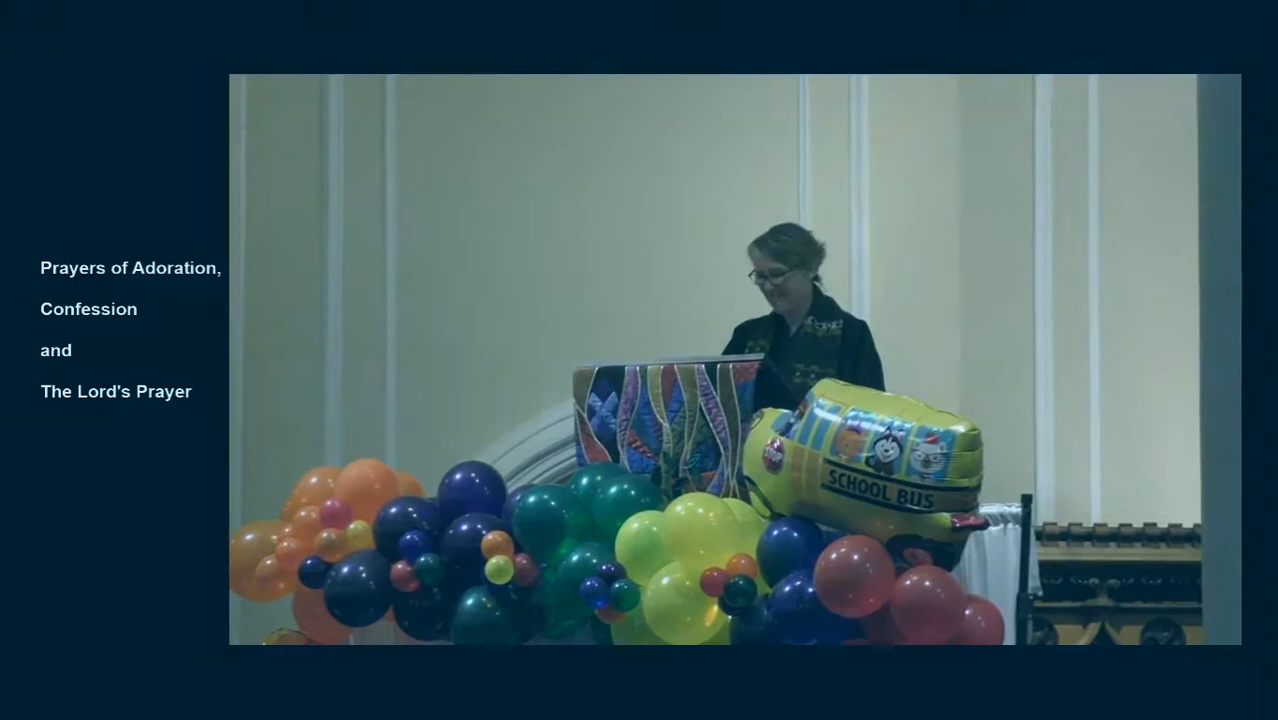 Prayers of Adoration,
Confession
and
The Lord's Prayer
STOP
SCHOOL BUS